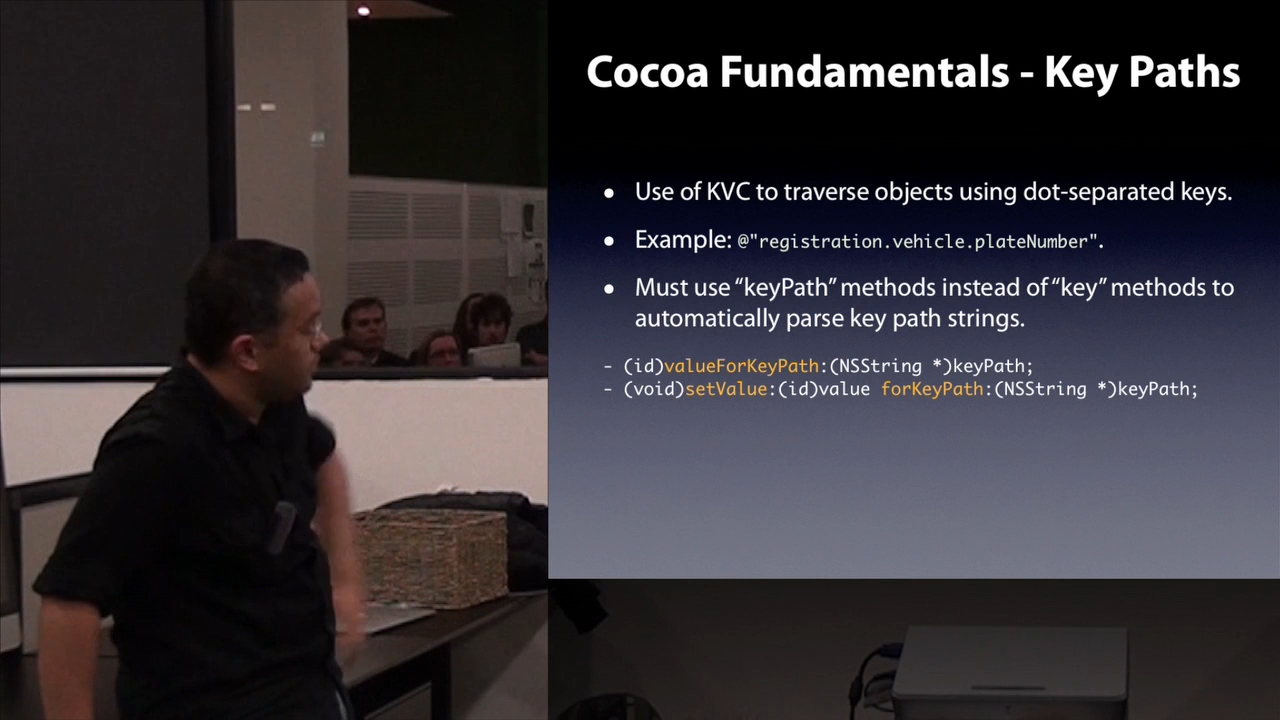 Cocoa Fundamentals - Key Paths
• Use of KVC to traverse objects using dot-separated keys.
• Example: @"registration.vehicle.plateNumber".
• Must use “keyPath” methods instead of “key” methods to
automatically parse key path strings.
- (id)valueForKeyPath:(NSString *)keyPath;
- (void)setValue:(id)value forKeyPath:(NSString *)keyPath;